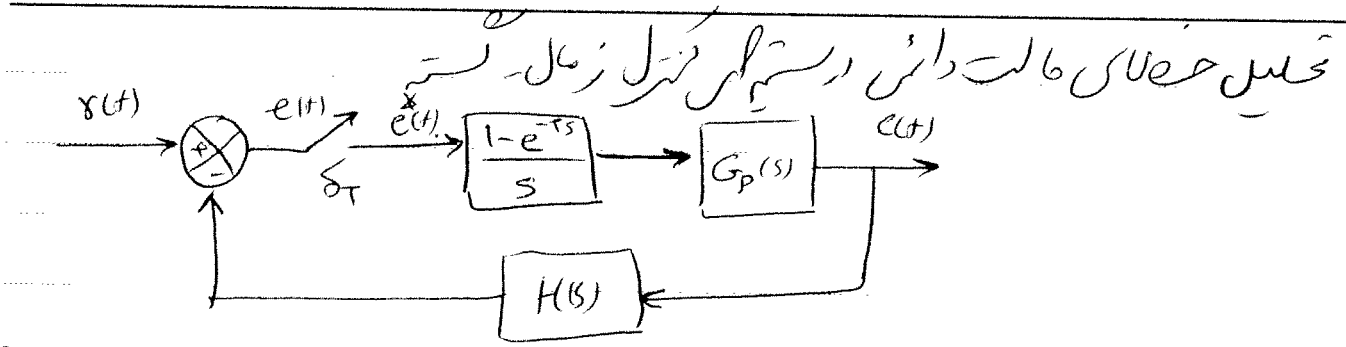 تحلیل خطای حالت دائمی در سیستم های کنترل زمان گسسته
r(t) e(t) e*(t) c(t)
+ - δT
1-e^-Ts / S
Gp(s)
H(s)